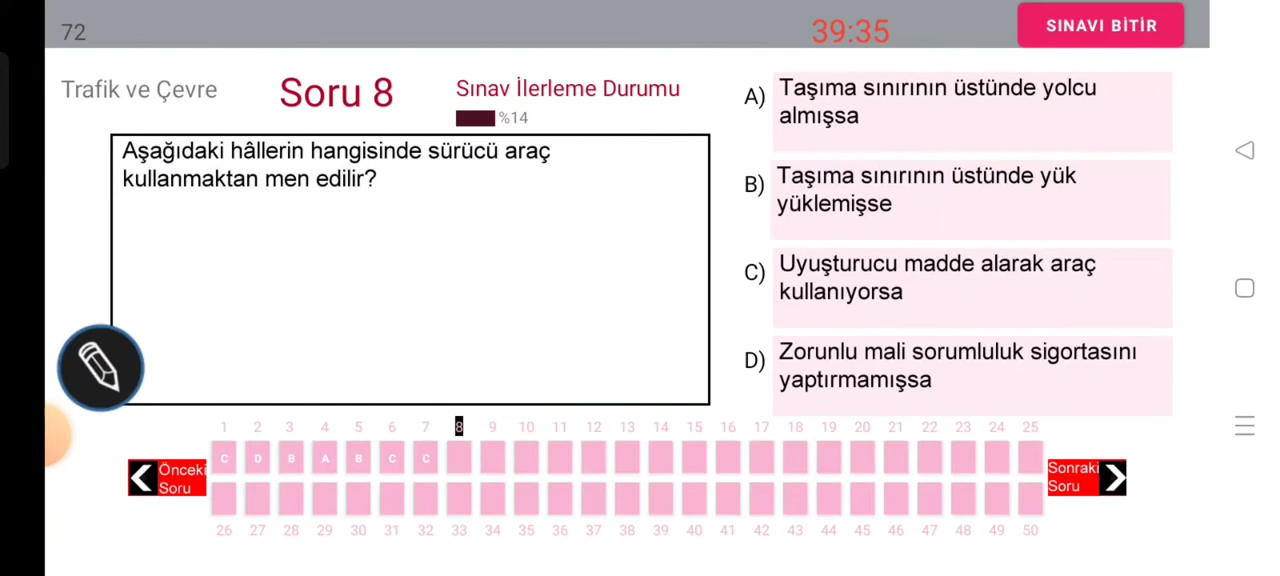 72
39:35
SINAVI BİTİR
Trafik ve Çevre
Soru 8
Sınav İlerleme Durumu
%14
Aşağıdaki hâllerin hangisinde sürücü araç
kullanmaktan men edilir?
A) Taşıma sınırının üstünde yolcu
almışsa
B) Taşıma sınırının üstünde yük
yüklemişse
C) Uyuşturucu madde alarak araç
kullanıyorsa
D) Zorunlu mali sorumluluk sigortasını
yaptırmamışsa
1 2 3 4 5 6 7 8 9 10 11 12 13 14 15 16 17 18 19 20 21 22 23 24 25
C D B A B C C
Önceki
Soru
Sonraki
Soru
26 27 28 29 30 31 32 33 34 35 36 37 38 39 40 41 42 43 44 45 46 47 48 49 50